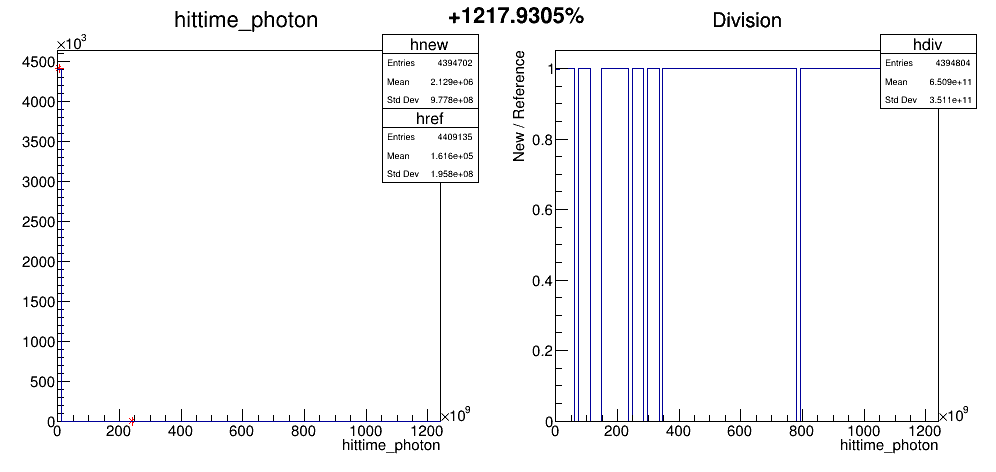 hittime_photon
+1217.9305%
Division
×10³
hnew
Entries 4394702
Mean 2.129e+06
Std Dev 9.778e+08
href
Entries 4409135
Mean 1.616e+05
Std Dev 1.958e+08
4500
4000
3500
3000
2500
2000
1500
1000
500
0
0 200 400 600 800 1000 1200
×10⁹
hittime_photon
hdiv
Entries 4394804
Mean 6.509e+11
Std Dev 3.511e+11
New / Reference
1
0.8
0.6
0.4
0.2
0
0 200 400 600 800 1000 1200
×10⁹
hittime_photon